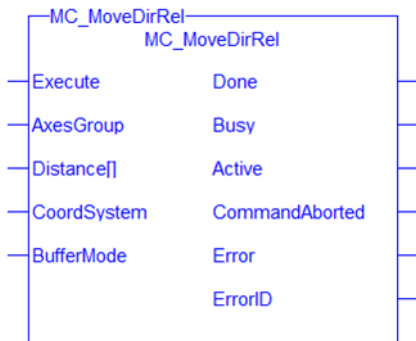 MC_MoveDirRel
MC_MoveDirRel
Execute Done
AxesGroup Busy
Distance[] Active
CoordSystem CommandAborted
BufferMode Error
ErrorID